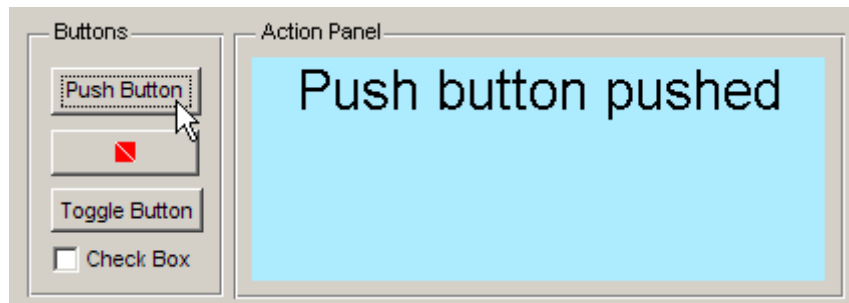 Buttons
Action Panel
Push Button
Push button pushed
Toggle Button
Check Box